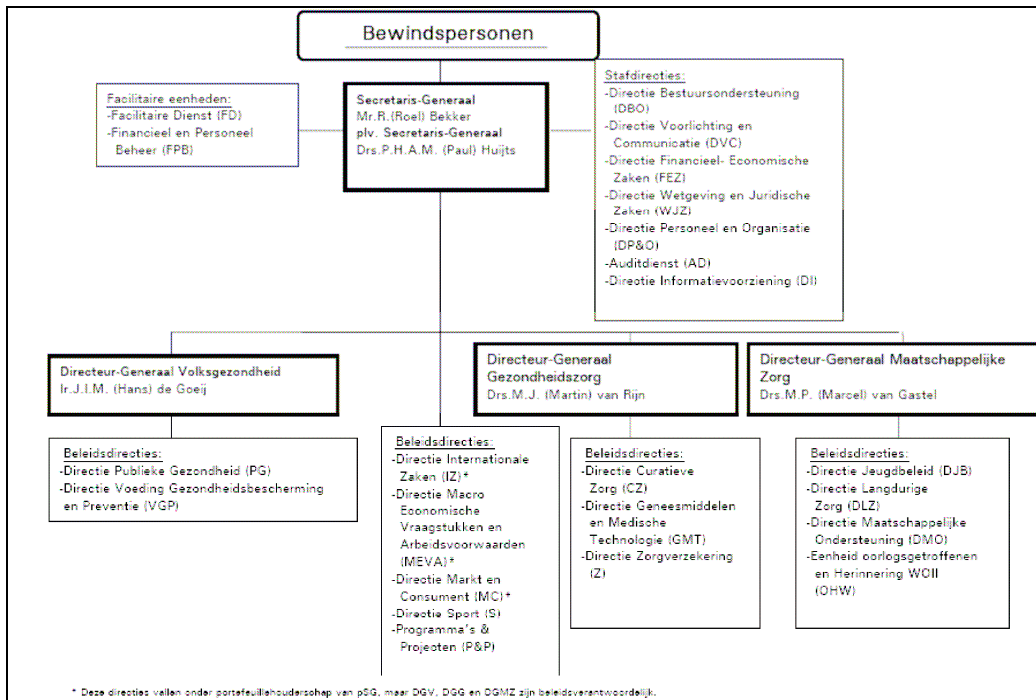 Bewindspersonen
Facilitaire eenheden:
-Facilitaire Dienst (FD)
-Financieel en Personeel
Beheer (FPB)
Secretaris-Generaal
Mr.R.(Roel) Bekker
plv. Secretaris-Generaal
Drs.P.H.A.M. (Paul) Huijts
Stafdirecties:
-Directie Bestuursondersteuning
(DBO)
-Directie Voorlichting en
Communicatie (DVC)
-Directie Financieel- Economische
Zaken (FEZ)
-Directie Wetgeving en Juridische
Zaken (WJZ)
-Directie Personeel en Organisatie
(DP&O)
-Auditdienst (AD)
-Directie Informatievoorziening (DI)
Directeur-Generaal Volksgezondheid
Ir.J.I.M. (Hans) de Goeij
Directeur-Generaal
Gezondheidszorg
Drs.M.J. (Martin) van Rijn
Directeur-Generaal Maatschappelijke
Zorg
Drs.M.P. (Marcel) van Gastel
Beleidsdirecties:
-Directie Publieke Gezondheid (PG)
-Directie Voeding Gezondheidsbescherming
en Preventie (VGP)
Beleidsdirecties:
-Directie Internationale
Zaken (IZ)*
-Directie Macro
Economische
Vraagstukken en
Arbeidsvoorwaarden
(MEVA)*
-Directie Markt en
Consument (MC)*
-Directie Sport (S)
-Programma's &
Projecten (P&P)
Beleidsdirecties:
-Directie Curatieve
Zorg (CZ)
-Directie Geneesmiddelen
en Medische
Technologie (GMT)
-Directie Zorgverzekering
(Z)
Beleidsdirecties:
-Directie Jeugdbeleid (DJB)
-Directie Langdurige
Zorg (DLZ)
-Directie Maatschappelijke
Ondersteuning (DMO)
-Eenheid oorlogsgetroffenen
en Herinnering WOII
(OHW)
* Deze directies vallen onder portefeuillehouderschap van pSG, maar DGV, DGG en DGMZ zijn beleidsverantwoordelijk.